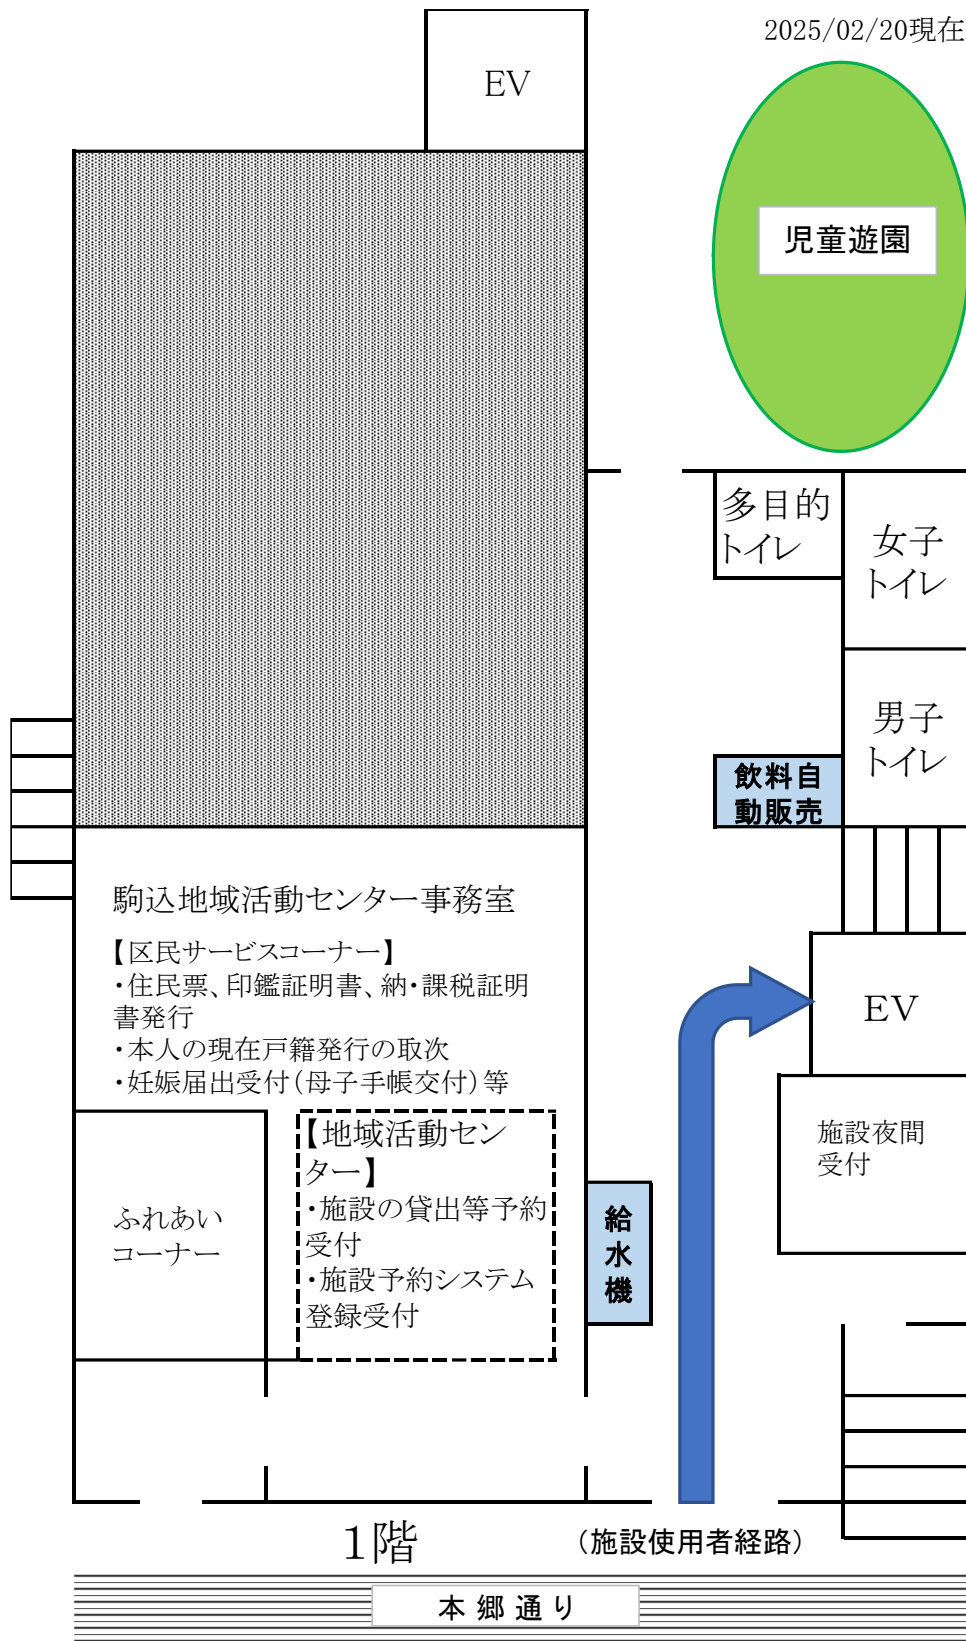 2025/02/20現在
EV
児童遊園
多目的
トイレ
女子
トイレ
男子
トイレ
飲料自
動販売
駒込地域活動センター事務室
【区民サービスコーナー】
・住民票、印鑑証明書、納・課税証明
書発行
・本人の現在戸籍発行の取次
・妊娠届出受付（母子手帳交付）等
EV
施設夜間
受付
ふれあい
コーナー
【地域活動セン
ター】
・施設の貸出等予約
受付
・施設予約システム
登録受付
給
水
機
1階
（施設使用者経路）
本郷通り